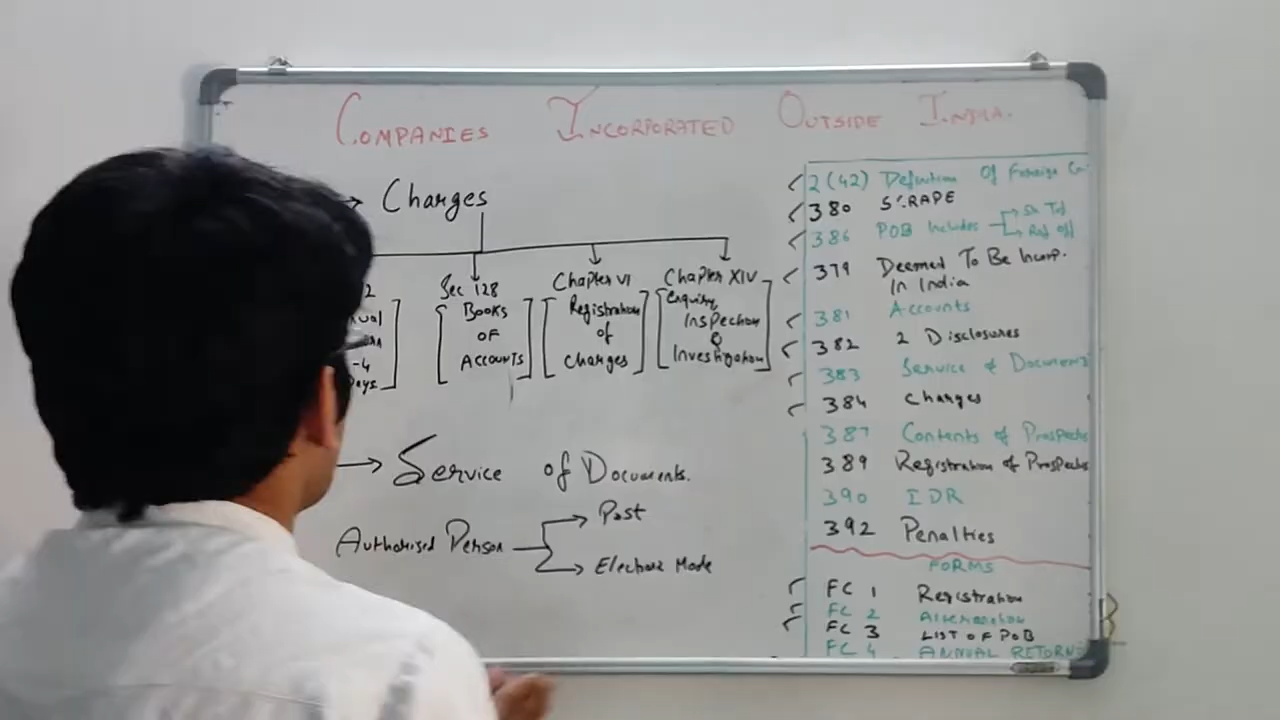 COMPANIES INCORPORATED OUTSIDE INDIA.
→ Charges
2
Sec 128
BOOKS
OF
ACCOUNTS
Chapter VI
Registration
of
Charges
Chapter XIV
Enquiry,
Inspection
&
Investigation
→ Service of Documents.
Authorised Person
Post
Electronic Mode
2(42) Definition Of Foreign Co
380 S%RAPE
386 POB Includes
379 Deemed To Be Incorp.
In India
381 Accounts
382 2 Disclosures
383 Service of Documents
384 Charges
387 Contents of Prospectus
389 Registration of Prospectus
390 IDR
392 Penalties
FORMS
FC 1 Registration
FC 2 Alternation
FC 3 LIST OF POB
FC 4 ANNUAL RETURN